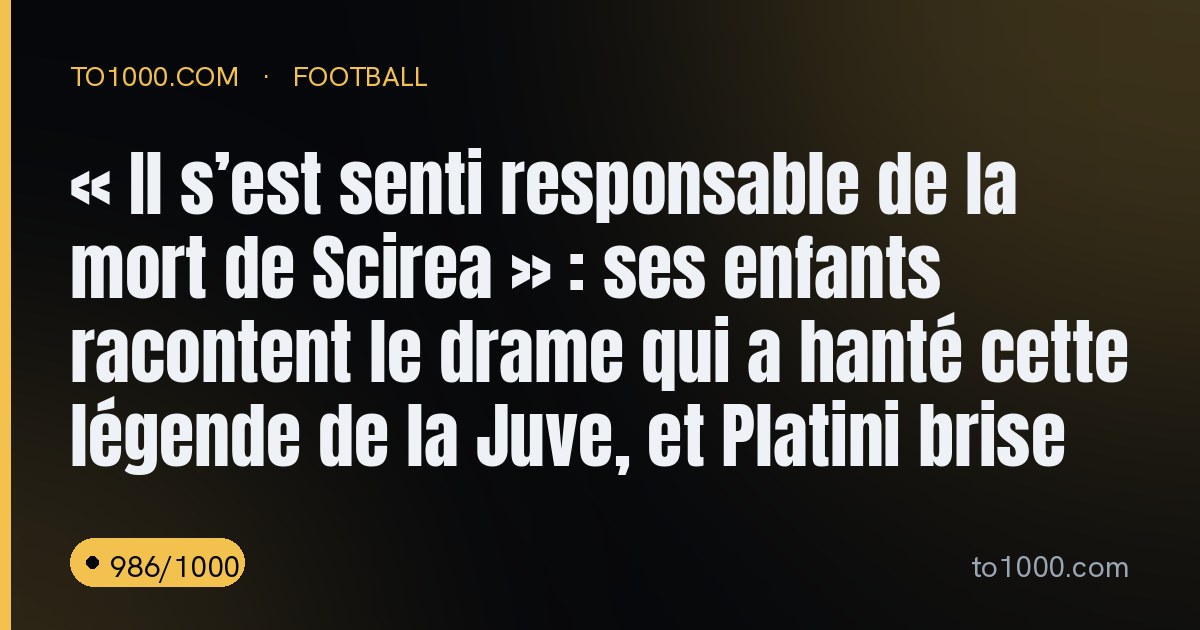 TO1000.COM · FOOTBALL
« Il s’est senti responsable de la
mort de Scirea » : ses enfants
racontent le drame qui a hanté cette
légende de la Juve, et Platini brise
986/1000
to1000.com